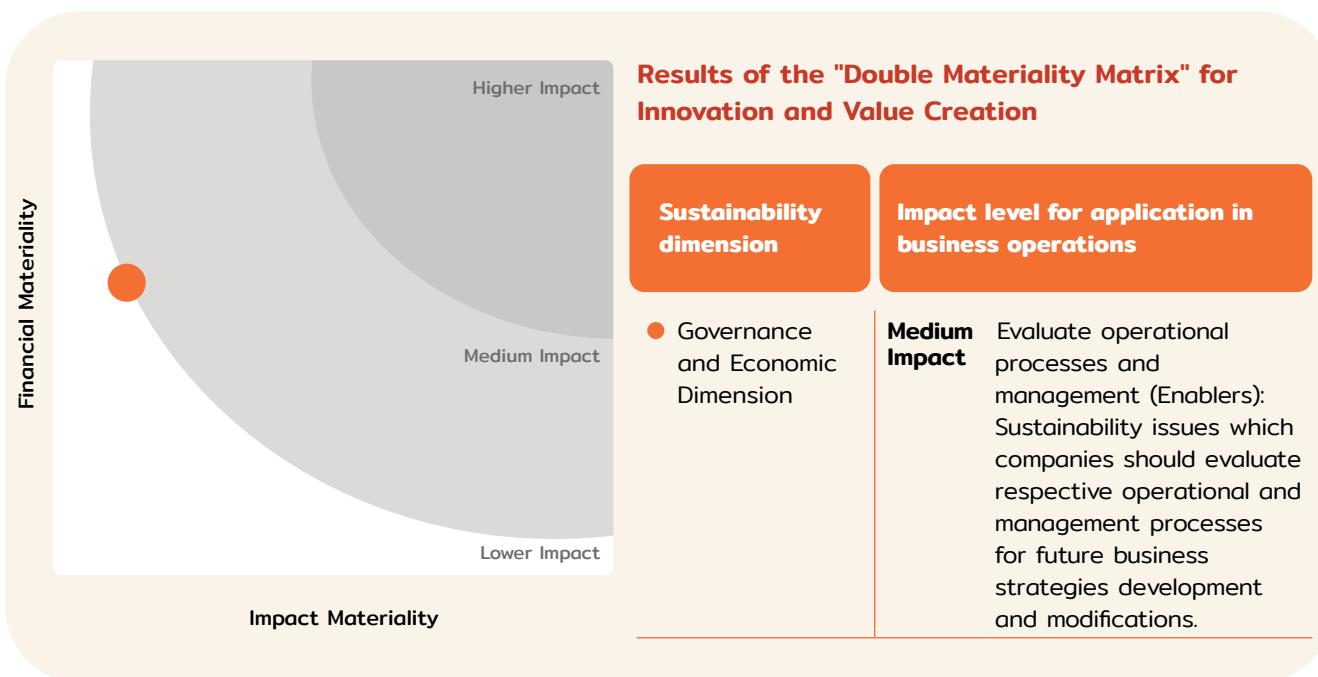 Financial Materiality
Higher Impact
Medium Impact
Lower Impact
Impact Materiality
Results of the "Double Materiality Matrix" for
Innovation and Value Creation
Sustainability
dimension
Impact level for application in
business operations
Governance
and Economic
Dimension
Medium
Impact
Evaluate operational
processes and
management (Enablers):
Sustainability issues which
companies should evaluate
respective operational and
management processes
for future business
strategies development
and modifications.